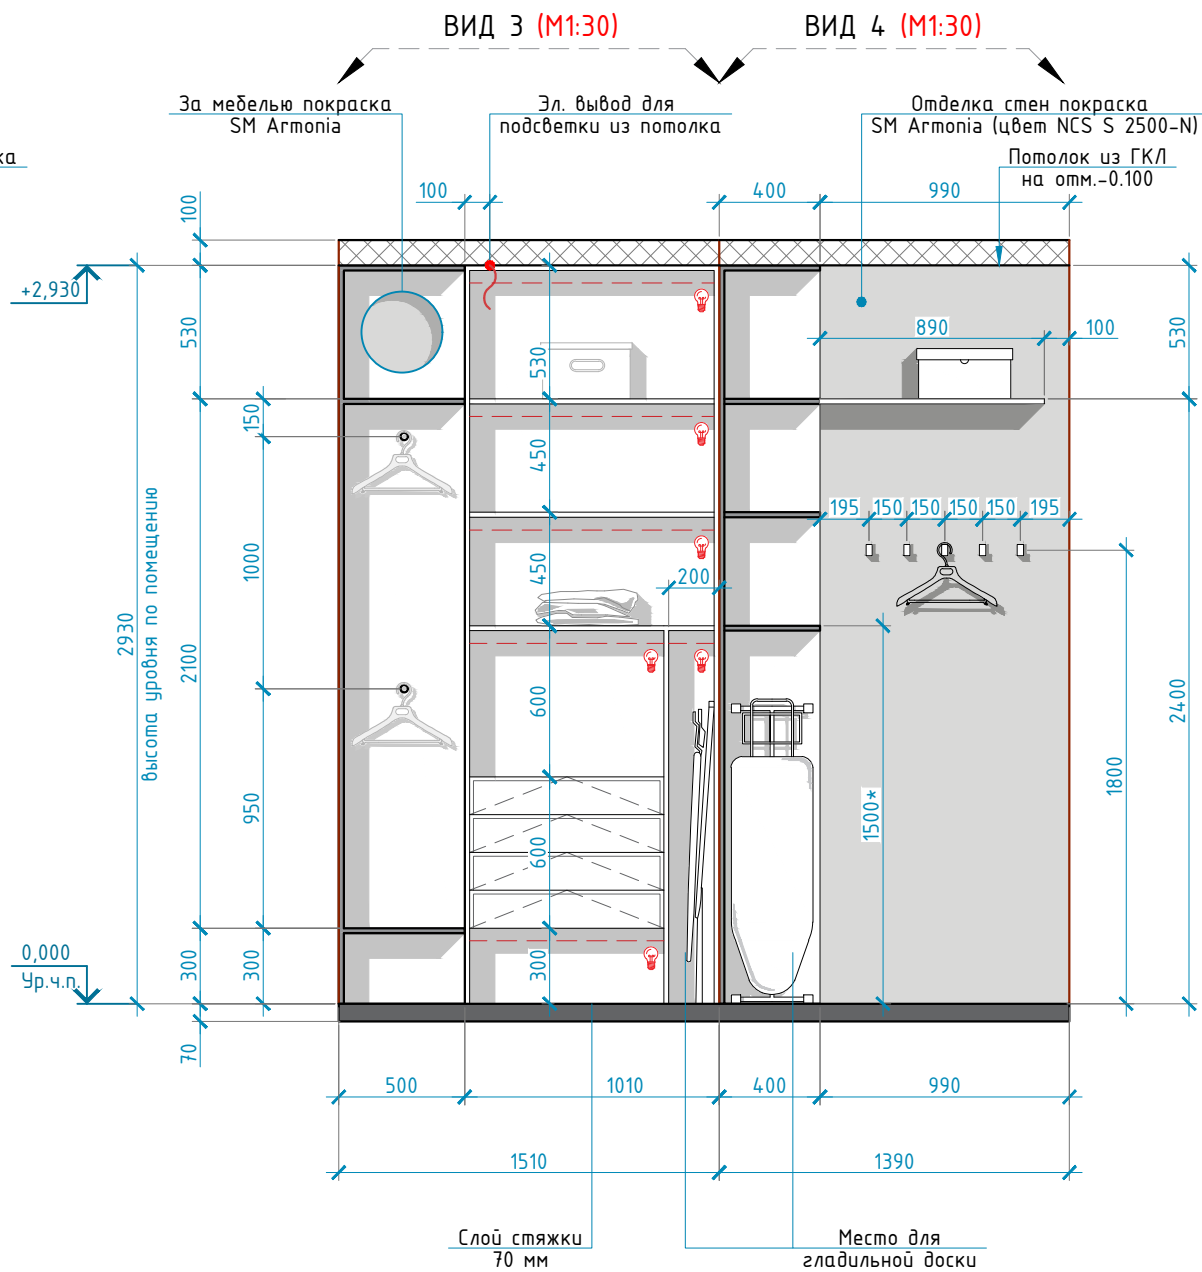 ВИД 3 (М1:30)
ВИД 4 (М1:30)
За мебелью покраска
SM Armonia
Эл. вывод для
подсветки из потолка
Отделка стен покраска
SM Armonia (цвет NCS S 2500-N)
Потолок из ГКЛ
на отм.-0.100
100
100
400
990
+2,930
530
530
890
100
530
150
450
195
150
150
150
150
195
1000
450
200
2930
высота уровня по помещению
2100
600
2400
1800
950
600
1500*
0,000
Ур.ч.п.
300
300
300
70
500
1010
400
990
1510
1390
Слой стяжки
70 мм
Место для
гладильной доски